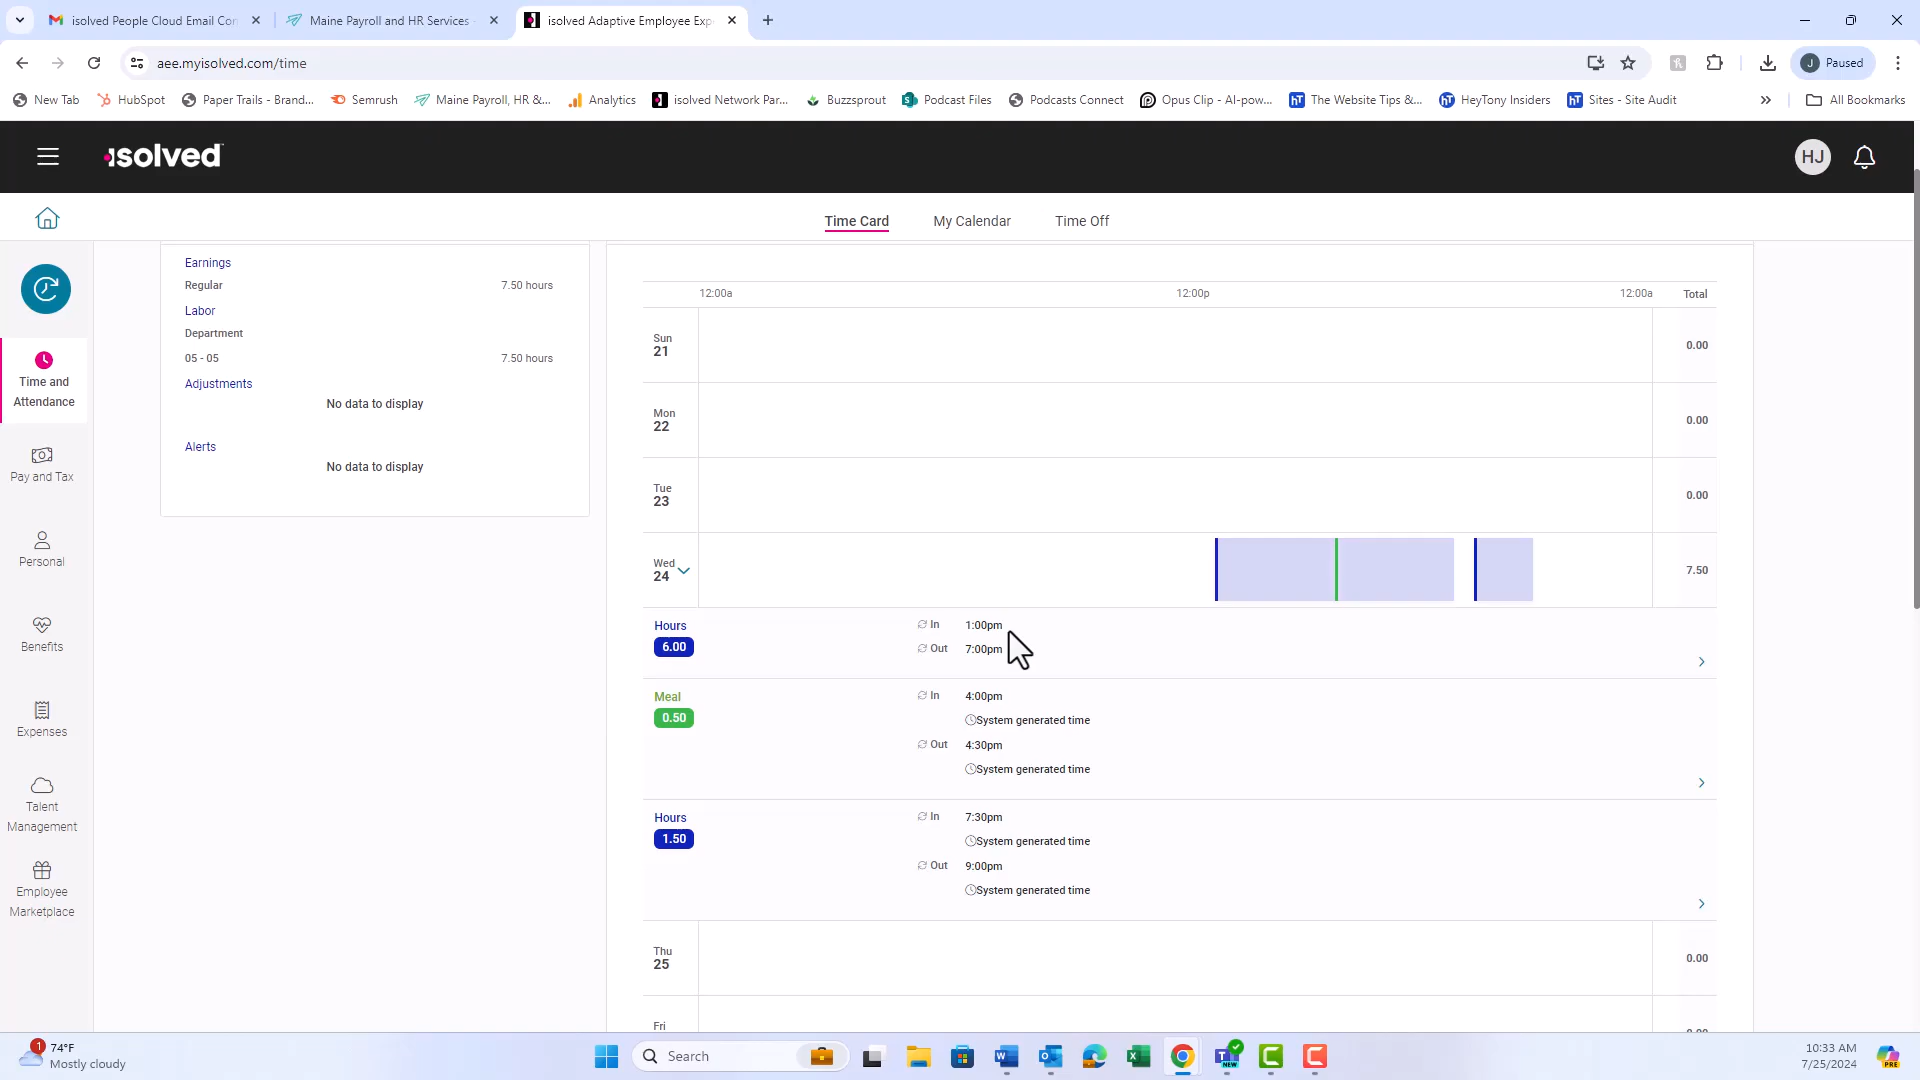 isolved People Cloud Email Con
Maine Payroll and HR Services
isolved Adaptive Employee Exp
aee.myisolved.com/time
J Paused
New Tab
HubSpot
Paper Trails - Brand...
Semrush
Maine Payroll, HR &...
Analytics
isolved Network Par...
Buzzsprout
Podcast Files
Podcasts Connect
Opus Clip - AI-pow...
The Website Tips &...
HeyTony Insiders
Sites - Site Audit
All Bookmarks
isolved
HJ
Time Card
My Calendar
Time Off
Time and
Attendance
Pay and Tax
Personal
Benefits
Expenses
Talent
Management
Employee
Marketplace
Earnings
Regular 7.50 hours
Labor
Department
05 - 05 7.50 hours
Adjustments
No data to display
Alerts
No data to display
12:00a 12:00p 12:00a Total
Sun
21 0.00
Mon
22 0.00
Tue
23 0.00
Wed
24 7.50
Hours In 1:00pm
6.00 Out 7:00pm
Meal In 4:00pm
0.50 System generated time
Out 4:30pm
System generated time
Hours In 7:30pm
1.50 System generated time
Out 9:00pm
System generated time
Thu
25 0.00
Fri
1
74°F
Mostly cloudy
Search
NEW
PRE
10:33 AM
7/25/2024